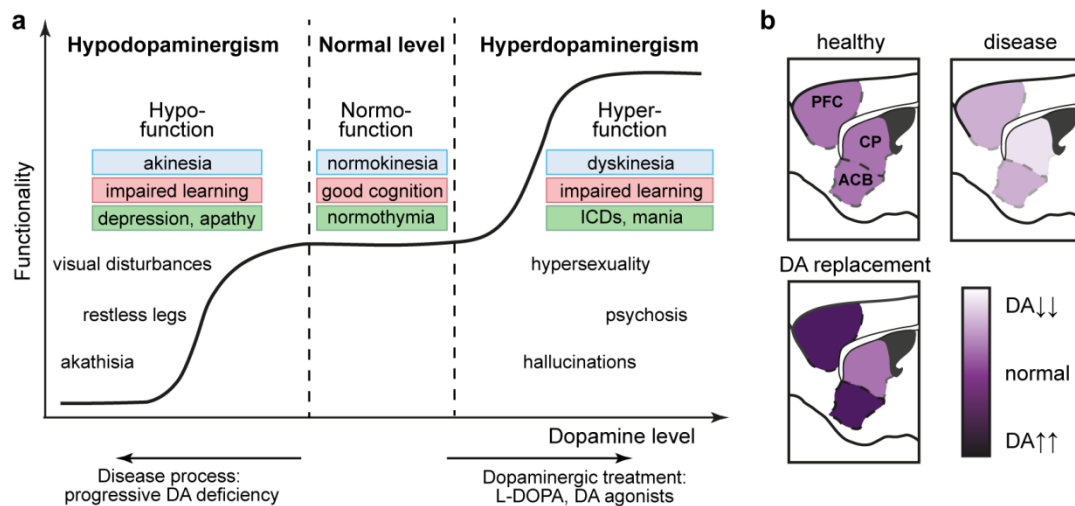 a
Hypodopaminergism
Normal level
Hyperdopaminergism
Hypo-
function
Normo-
function
Hyper-
function
akinesia
normokinesia
dyskinesia
impaired learning
good cognition
impaired learning
depression, apathy
normothymia
ICDs, mania
visual disturbances
restless legs
akathisia
hypersexuality
psychosis
hallucinations
Functionality
Dopamine level
Disease process:
progressive DA deficiency
Dopaminergic treatment:
L-DOPA, DA agonists
b
healthy
disease
PFC
CP
ACB
DA replacement
DA↓↓
normal
DA↑↑